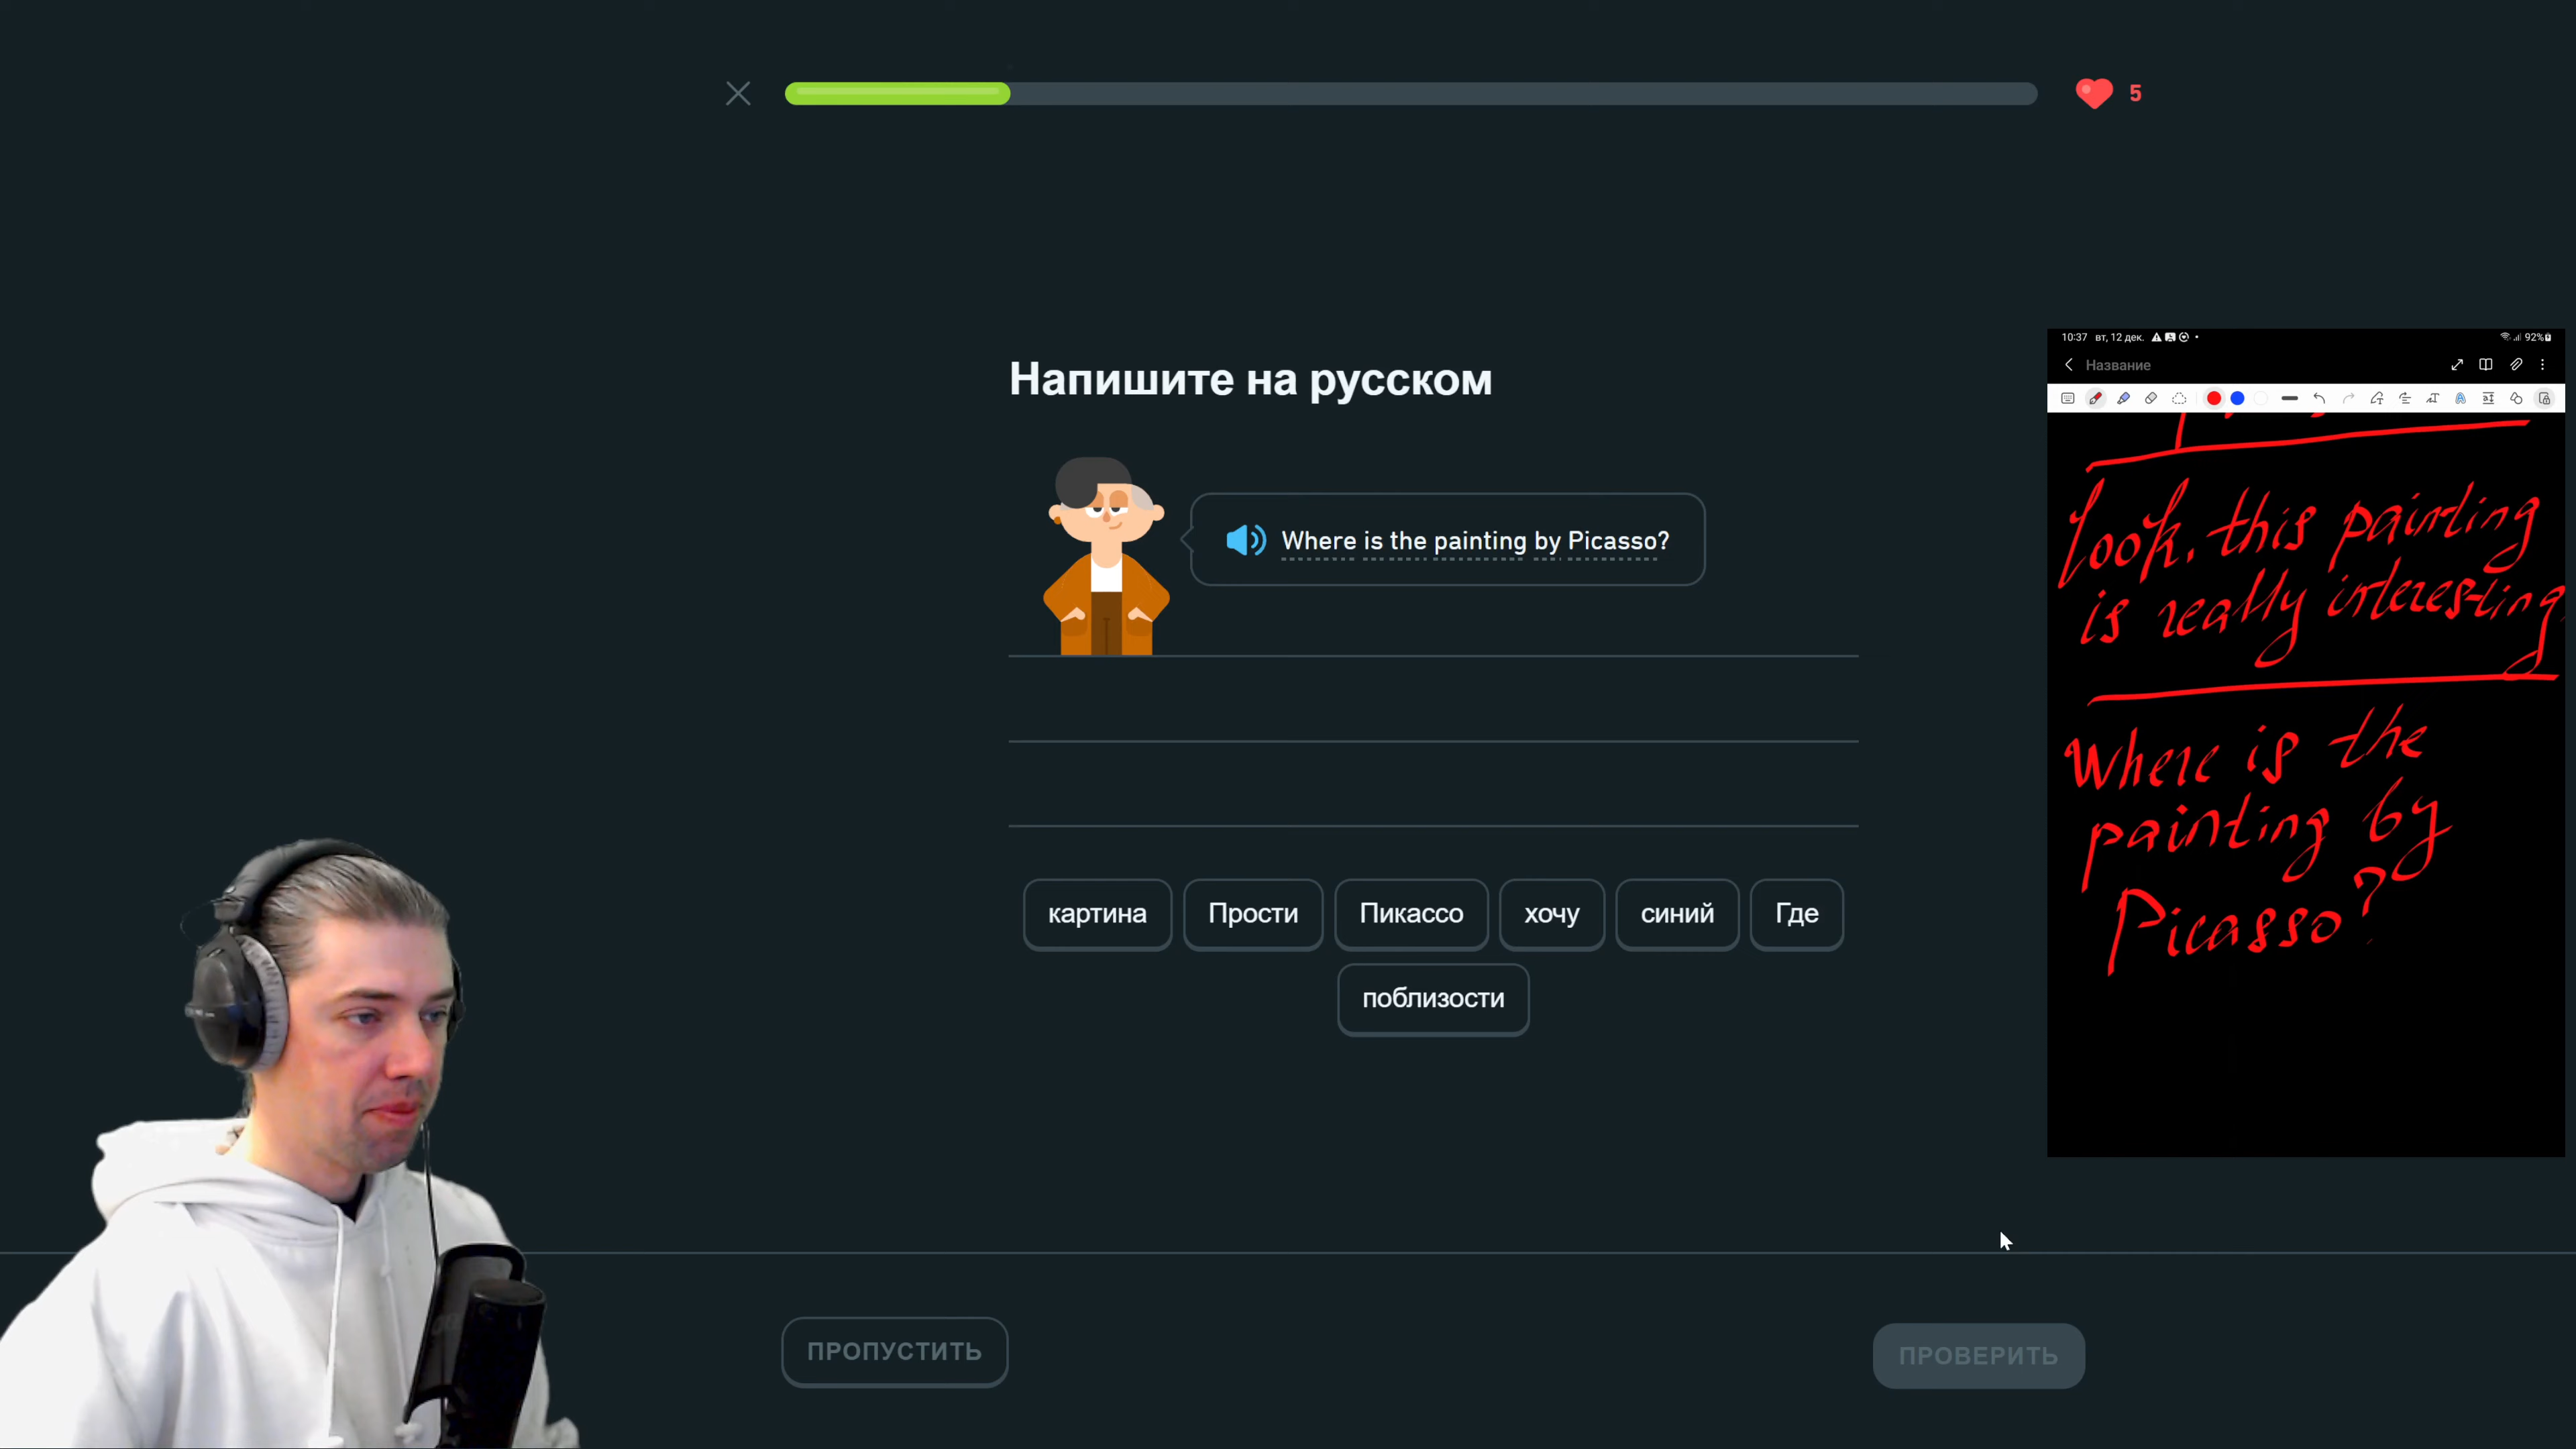 5
Напишите на русском
Where is the painting by Picasso?
картина Прости Пикассо хочу синий Где
поблизости
ПРОПУСТИТЬ
ПРОВЕРИТЬ
10:37 вт, 12 дек.
92%
Название
look, this painting
is really interesting
Where is the
painting by
Picasso?